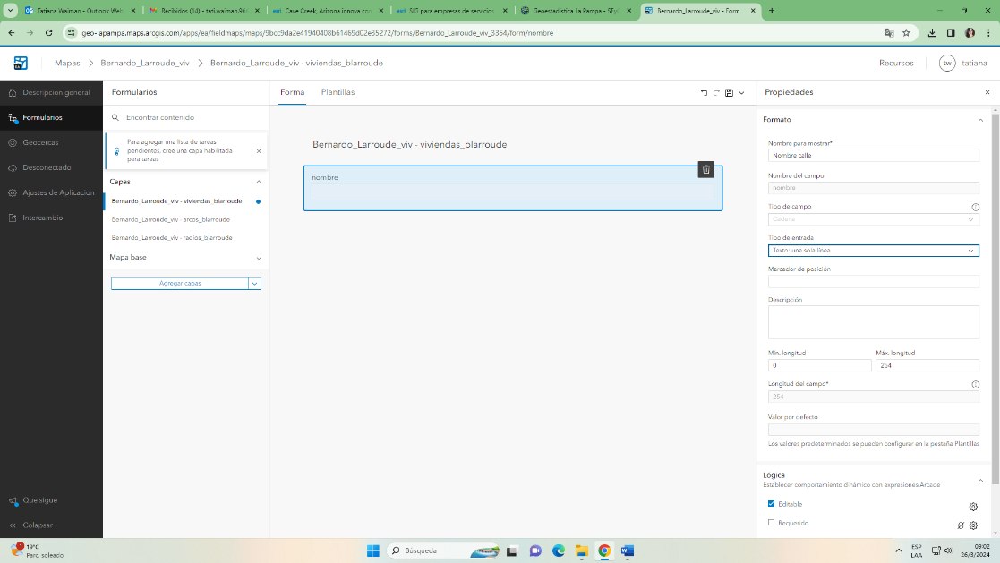 Tatiana Waiman - Outlook Web
Recibidos (14) - tati.waiman.96
Cave Creek, Arizona innova con
SIG para empresas de servicios
Geoestadística La Pampa – SEyG
Bernardo_Larroude_viv - Form
geo-lapampa.maps.arcgis.com/apps/ea/fieldmaps/maps/9bcc9da2e41940408b61469d02e35272/forms/Bernardo_Larroude_viv_3354/form/nombre
Mapas
Bernardo_Larroude_viv
Bernardo_Larroude_viv - viviendas_blarroude
Recursos
tw
tatiana
Descripción general
Formularios
Geocercas
Desconectado
Ajustes de Aplicacion
Intercambio
Que sigue
Colapsar
Formularios
Encontrar contenido
Para agregar una lista de tareas
pendientes, cree una capa habilitada
para tareas
Capas
Bernardo_Larroude_viv - viviendas_blarroude
Bernardo_Larroude_viv - arcos_blarroude
Bernardo_Larroude_viv - radios_blarroude
Mapa base
Agregar capas
Forma
Plantillas
Bernardo_Larroude_viv - viviendas_blarroude
nombre
Propiedades
Formato
Nombre para mostrar*
Nombre calle
Nombre del campo
nombre
Tipo de campo
Cadena
Tipo de entrada
Texto: una sola línea
Marcador de posición
Descripción
Mín. longitud
Máx. longitud
0
254
Longitud del campo*
254
Valor por defecto
Los valores predeterminados se pueden configurar en la pestaña Plantillas
Lógica
Establecer comportamiento dinámico con expresiones Arcade
Editable
Requerido
1
19°C
Parc. soleado
Búsqueda
ESP
LAA
09:02
26/3/2024